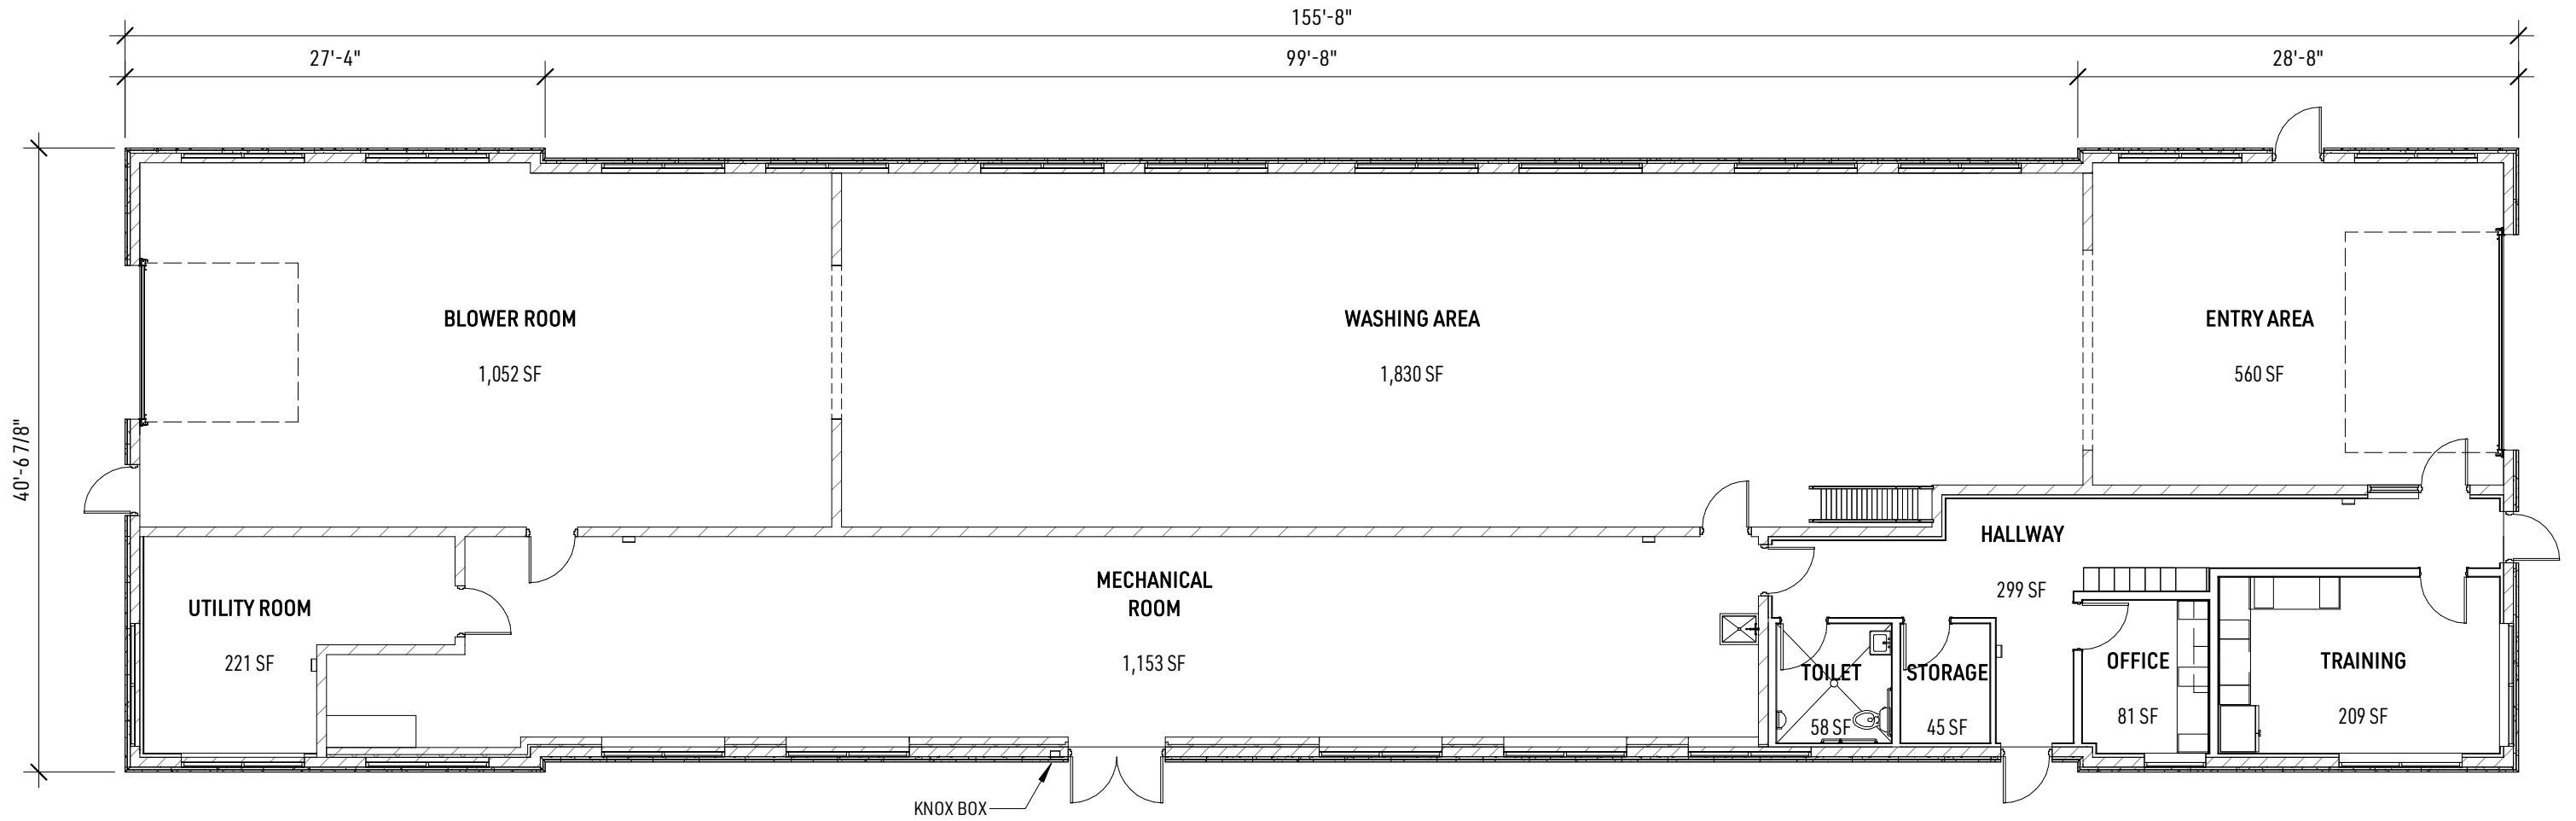 155'-8"
27'-4"
99'-8"
28'-8"
40'-6 7/8"
BLOWER ROOM
1,052 SF
WASHING AREA
1,830 SF
ENTRY AREA
560 SF
HALLWAY
299 SF
MECHANICAL
ROOM
1,153 SF
UTILITY ROOM
221 SF
TOILET
58 SF
STORAGE
45 SF
OFFICE
81 SF
TRAINING
209 SF
KNOX BOX